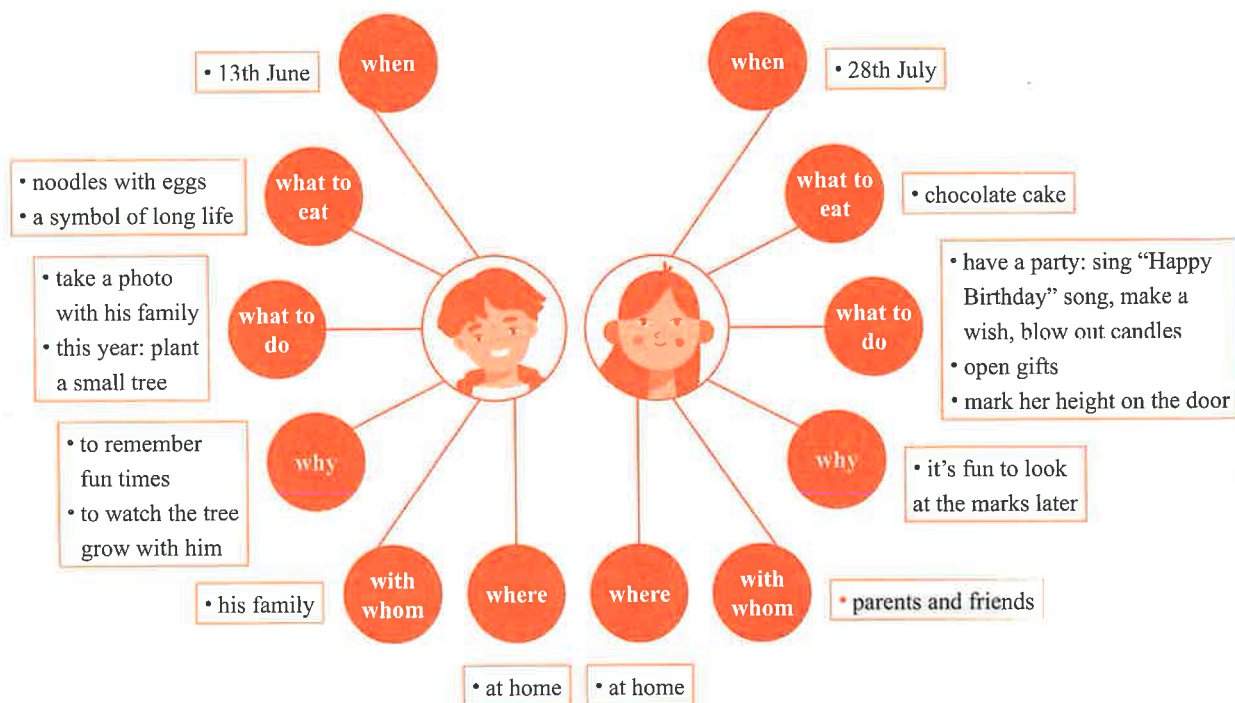 when
• 13th June
what to
eat
• noodles with eggs
• a symbol of long life
what to
do
• take a photo
with his family
• this year: plant
a small tree
why
• to remember
fun times
• to watch the tree
grow with him
with
whom
• his family
where
• at home
when
• 28th July
what to
eat
• chocolate cake
what to
do
• have a party: sing “Happy
Birthday” song, make a
wish, blow out candles
• open gifts
• mark her height on the door
why
• it’s fun to look
at the marks later
with
whom
• parents and friends
where
• at home